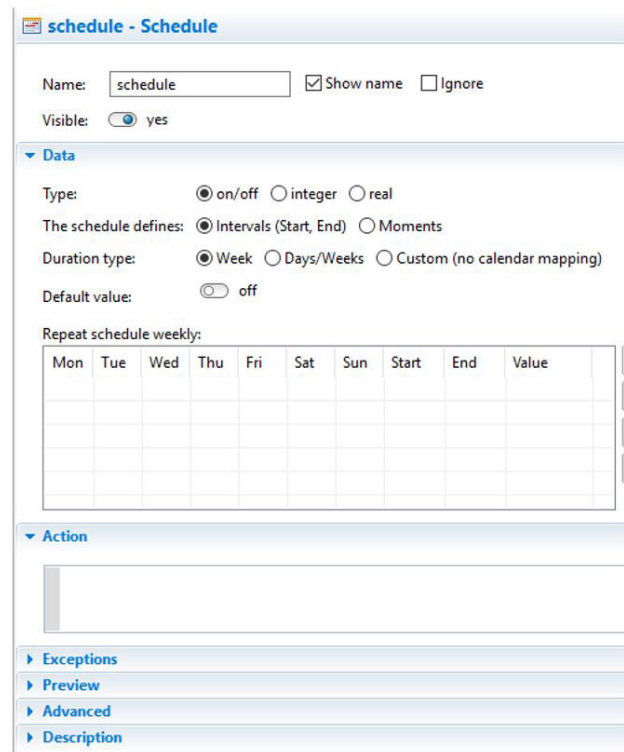 schedule - Schedule
Name: schedule Show name Ignore
Visible: yes
Data
Type: on/off integer real
The schedule defines: Intervals (Start, End) Moments
Duration type: Week Days/Weeks Custom (no calendar mapping)
Default value: off
Repeat schedule weekly:
Mon Tue Wed Thu Fri Sat Sun Start End Value
Action
Exceptions
Preview
Advanced
Description